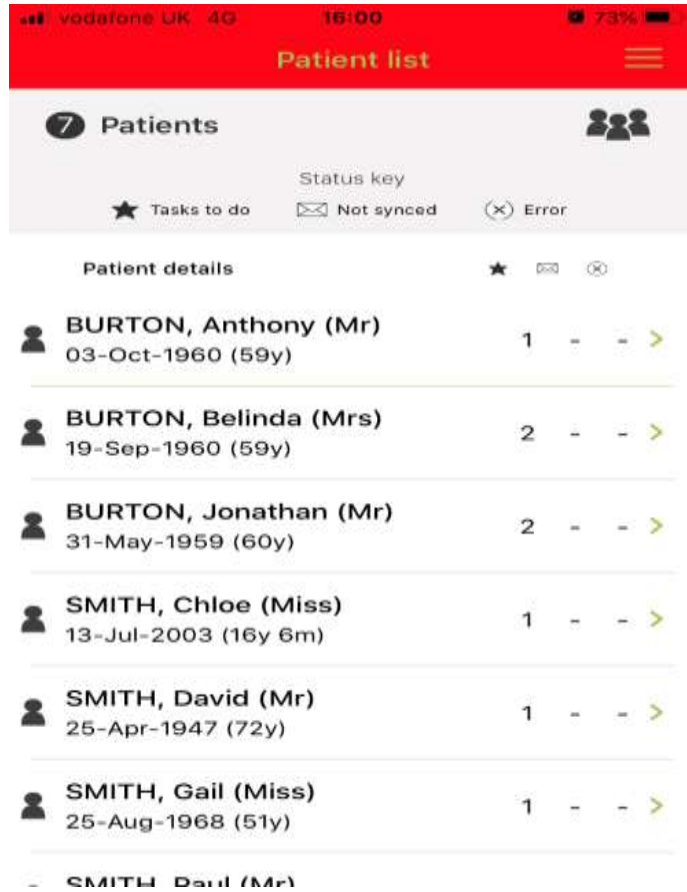 vodafone UK 4G 16:00 73%
Patient list
7 Patients
Status key
Tasks to do Not synced Error
Patient details
BURTON, Anthony (Mr) 1 - - >
03-Oct-1960 (59y)
BURTON, Belinda (Mrs) 2 - - >
19-Sep-1960 (59y)
BURTON, Jonathan (Mr) 2 - - >
31-May-1959 (60y)
SMITH, Chloe (Miss) 1 - - >
13-Jul-2003 (16y 6m)
SMITH, David (Mr) 1 - - >
25-Apr-1947 (72y)
SMITH, Gail (Miss) 1 - - >
25-Aug-1968 (51y)
SMITH, Paul (Mr)